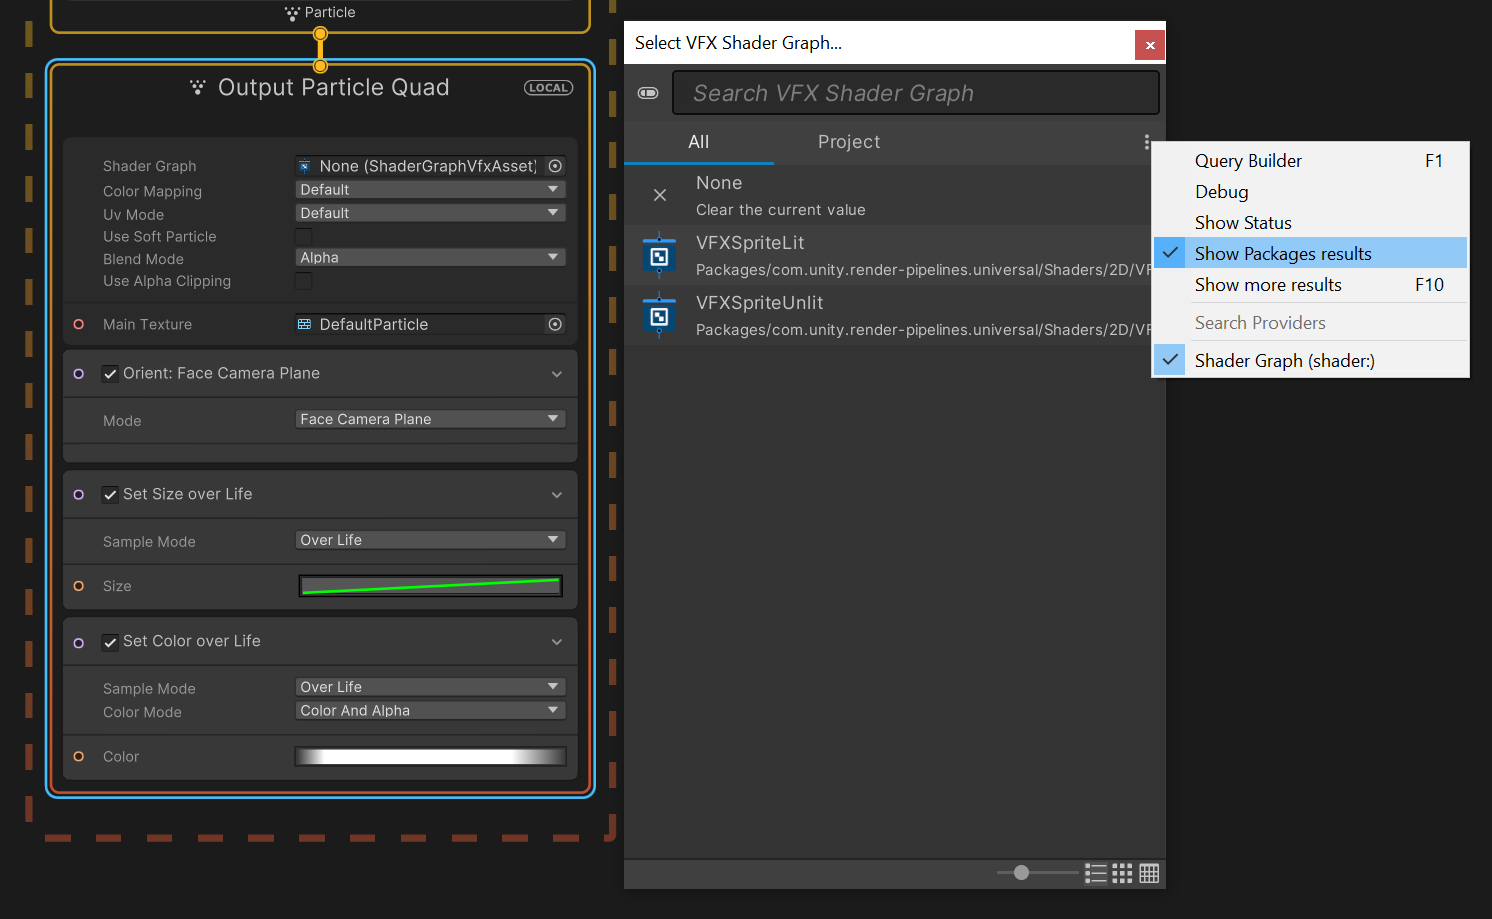 Particle
Output Particle Quad
LOCAL
Shader Graph
None (ShaderGraphVfxAsset)
Color Mapping
Default
Uv Mode
Default
Use Soft Particle
Blend Mode
Alpha
Use Alpha Clipping
Main Texture
DefaultParticle
Orient: Face Camera Plane
Mode
Face Camera Plane
Set Size over Life
Sample Mode
Over Life
Size
Set Color over Life
Sample Mode
Over Life
Color Mode
Color And Alpha
Color
Select VFX Shader Graph...
Search VFX Shader Graph
All
Project
None
Clear the current value
VFXSpriteLit
Packages/com.unity.render-pipelines.universal/Shaders/2D/VF
VFXSpriteUnlit
Packages/com.unity.render-pipelines.universal/Shaders/2D/VF
Query Builder F1
Debug
Show Status
Show Packages results
Show more results F10
Search Providers
Shader Graph (shader:)